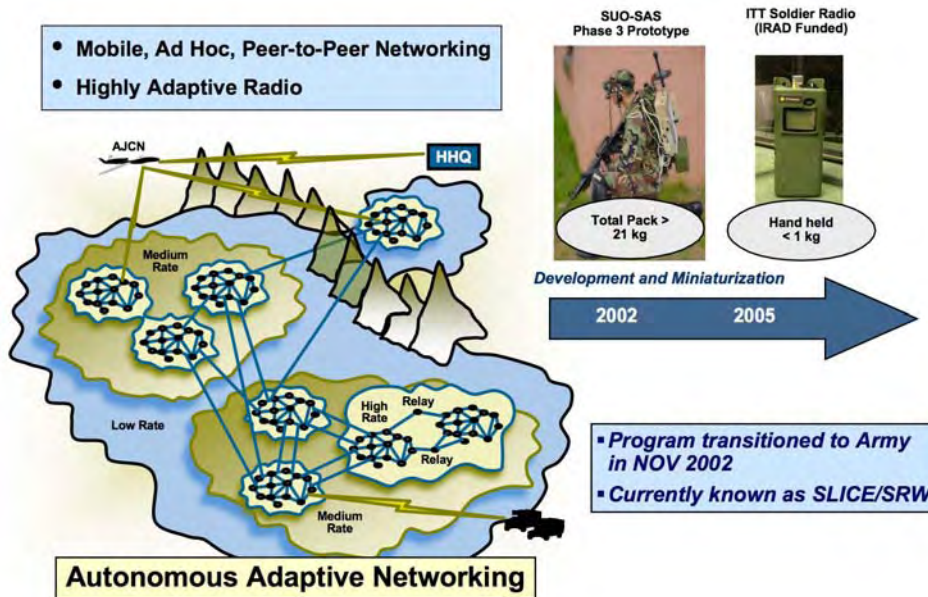 • Mobile, Ad Hoc, Peer-to-Peer Networking
• Highly Adaptive Radio
SUO-SAS
Phase 3 Prototype
ITT Soldier Radio
(IRAD Funded)
Total Pack >
21 kg
Hand held
< 1 kg
Development and Miniaturization
2002
2005
AJCN
HHQ
Medium
Rate
Low Rate
High
Rate
Relay
Relay
Medium
Rate
▪ Program transitioned to Army
in NOV 2002
▪ Currently known as SLICE/SRW
Autonomous Adaptive Networking